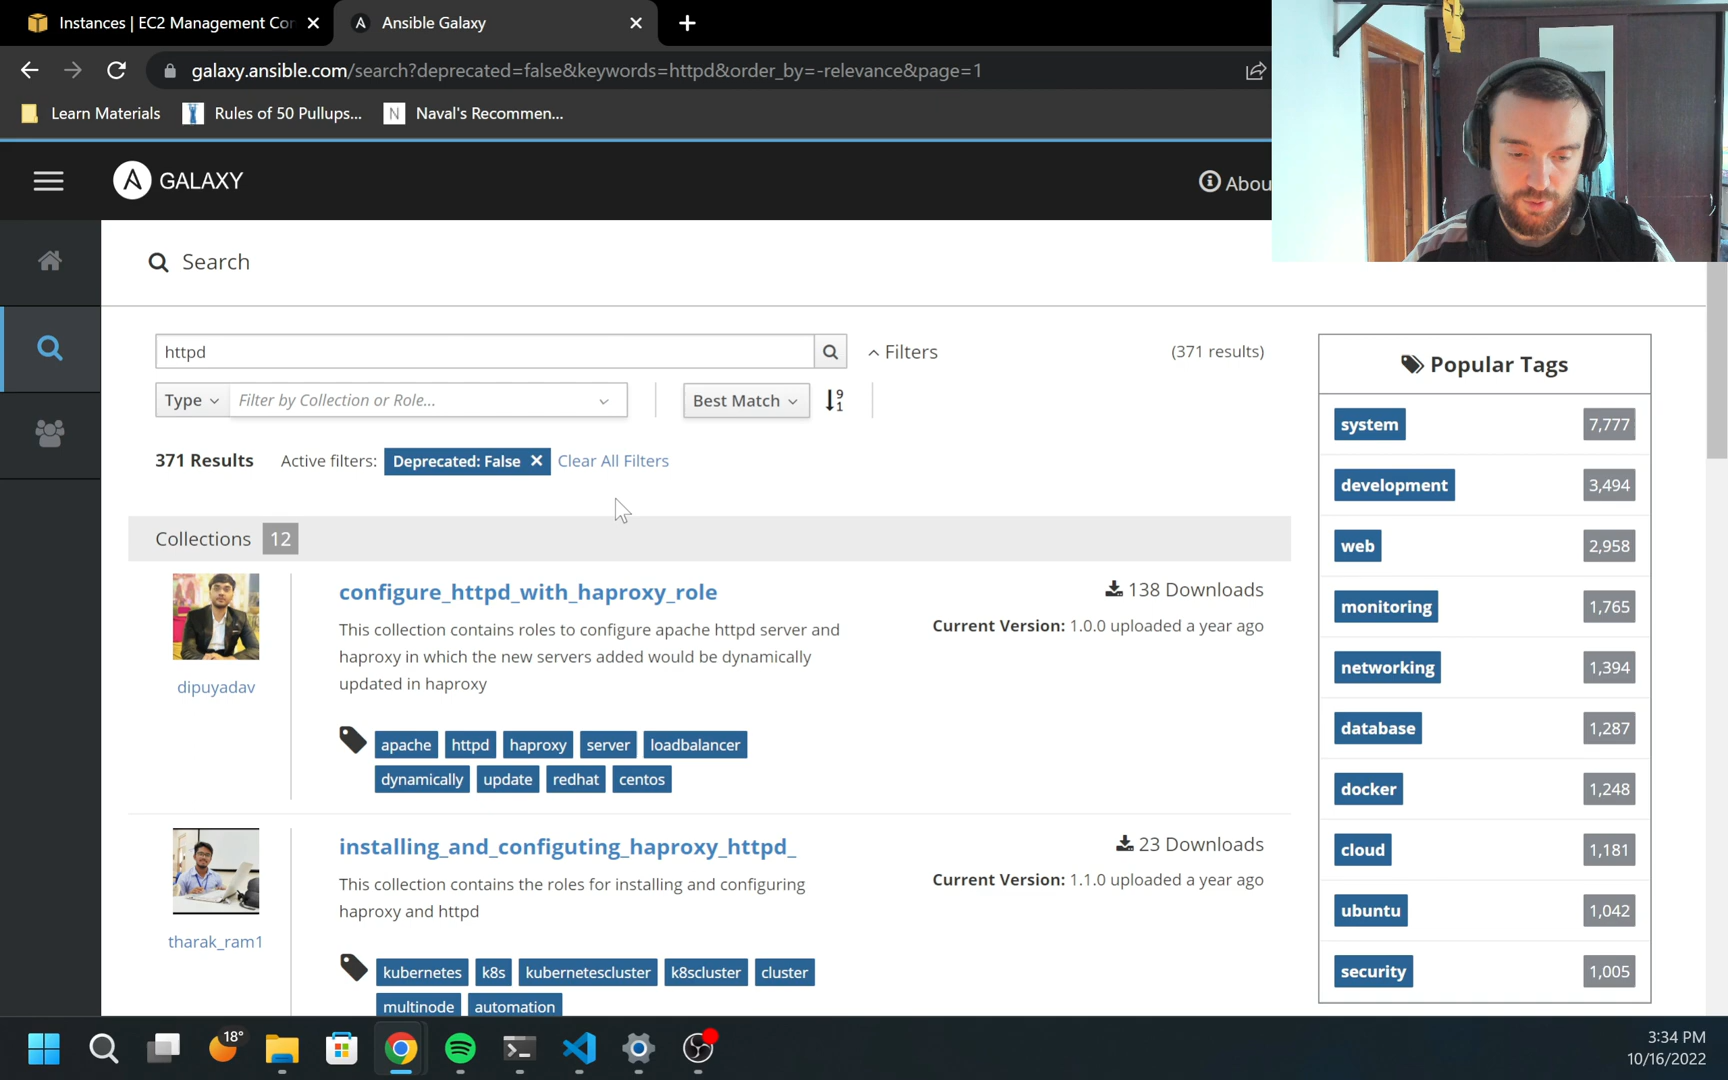 Instances | EC2 Management Con
Ansible Galaxy
galaxy.ansible.com/search?deprecated=false&keywords=httpd&order_by=-relevance&page=1
Learn Materials
Rules of 50 Pullups...
N
Naval's Recommen...
A GALAXY
Abou
Search
httpd
Filters
(371 results)
Type
Filter by Collection or Role...
Best Match
9
1
371 Results
Active filters:
Deprecated: False
Clear All Filters
Collections 12
configure_httpd_with_haproxy_role
138 Downloads
This collection contains roles to configure apache httpd server and
haproxy in which the new servers added would be dynamically
updated in haproxy
Current Version: 1.0.0 uploaded a year ago
dipuyadav
apache httpd haproxy server loadbalancer
dynamically update redhat centos
installing_and_configuting_haproxy_httpd_
23 Downloads
This collection contains the roles for installing and configuring
haproxy and httpd
Current Version: 1.1.0 uploaded a year ago
tharak_ram1
kubernetes k8s kubernetescluster k8scluster cluster
multinode automation
Popular Tags
system 7,777
development 3,494
web 2,958
monitoring 1,765
networking 1,394
database 1,287
docker 1,248
cloud 1,181
ubuntu 1,042
security 1,005
18°
3:34 PM
10/16/2022